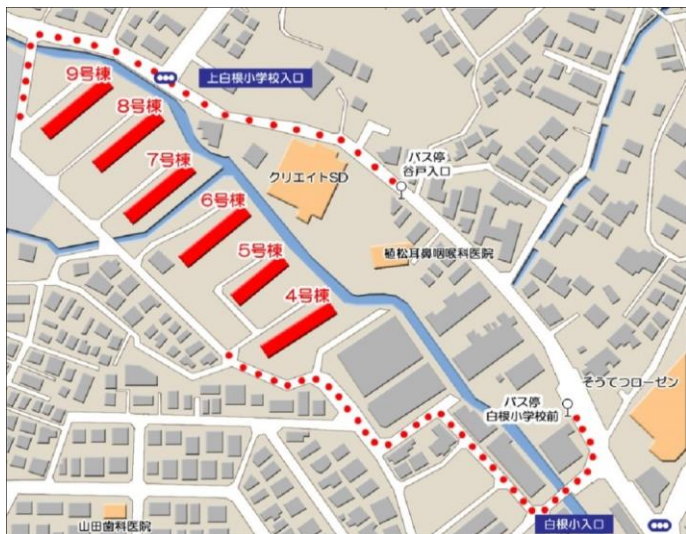 9号棟
上白根小学校入口
8号棟
7号棟
バス停
谷戸入口
クリエイトSD
6号棟
植松耳鼻咽喉科医院
5号棟
4号棟
そうてつローゼン
バス停
白根小学校前
白根小入口
山田歯科医院